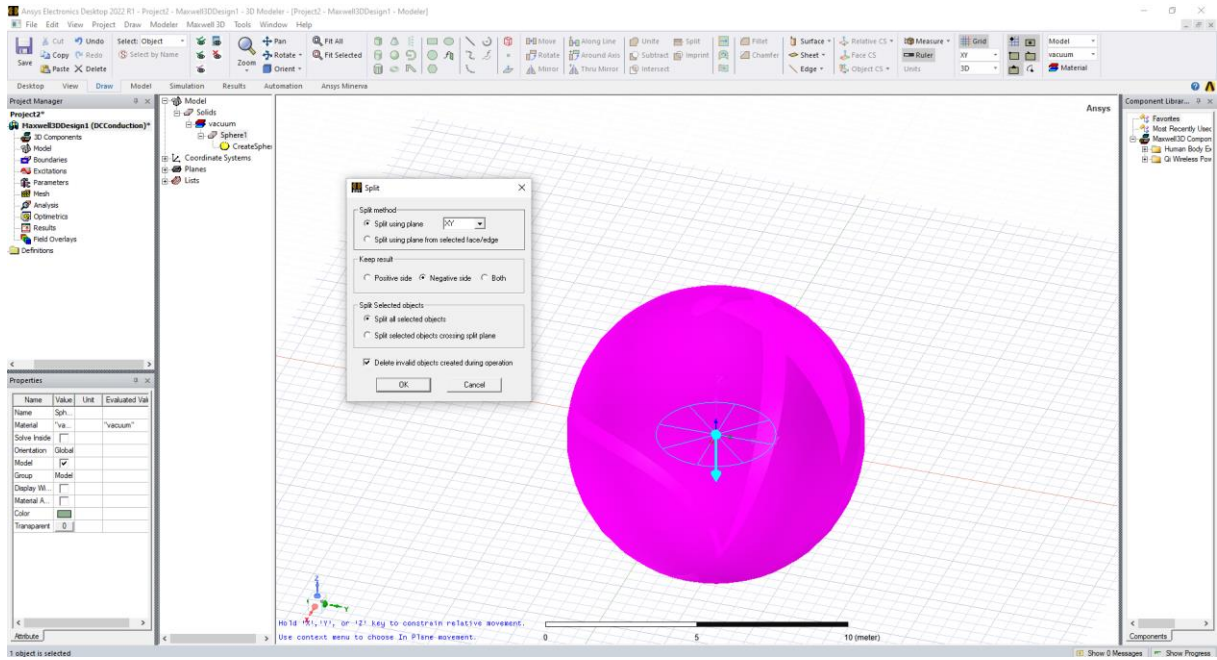 Ansys Electronics Desktop 2022 R1 - Project2 - Maxwell3DDesign1 - 3D Modeler - [Project2 - Maxwell3DDesign1 - Modeler]
File Edit View Project Draw Modeler Maxwell 3D Tools Window Help
Save
Cut Undo Select: Object
Copy Redo Select by Name
Paste Delete
Zoom
Pan
Rotate
Orient
Fit All
Fit Selected
Move Along Line Unite Split Fillet Surface Relative CS Measure Grid Model
Rotate Around Axis Subtract Imprint Chamfer Sheet Face CS Ruler XY vacuum
Mirror Thru Mirror Intersect Edge Object CS Units 3D Material
Desktop View Draw Model Simulation Results Automation Ansys Minerva
Project Manager
Project2*
Maxwell3DDesign1 (DCConduction)*
3D Components
Model
Boundaries
Excitations
Parameters
Mesh
Analysis
Optimetrics
Results
Field Overlays
Definitions
Model
Solids
vacuum
Sphere1
CreateSphe
Coordinate Systems
Planes
Lists
Split
Split method
Split using plane XY
Split using plane from selected face/edge
Keep result
Positive side Negative side Both
Split Selected objects
Split all selected objects
Split selected objects crossing split plane
Delete invalid objects created during operation
OK Cancel
Ansys
Component Librar...
Favorites
Most Recently Used
Maxwell3D Compon
Human Body Ex
Qi Wireless Pow
Properties
Name Value Unit Evaluated Val
Name Sph...
Material "va... "vacuum"
Solve Inside
Orientation Global
Model
Group Model
Display Wi...
Material A...
Color
Transparent 0
Attribute
Z
Y
X
Hold 'X','Y', or 'Z' key to constrain relative movement.
Use context menu to choose In Plane movement.
0 5 10 (meter)
Components
1 object is selected
Show 0 Messages Show Progress